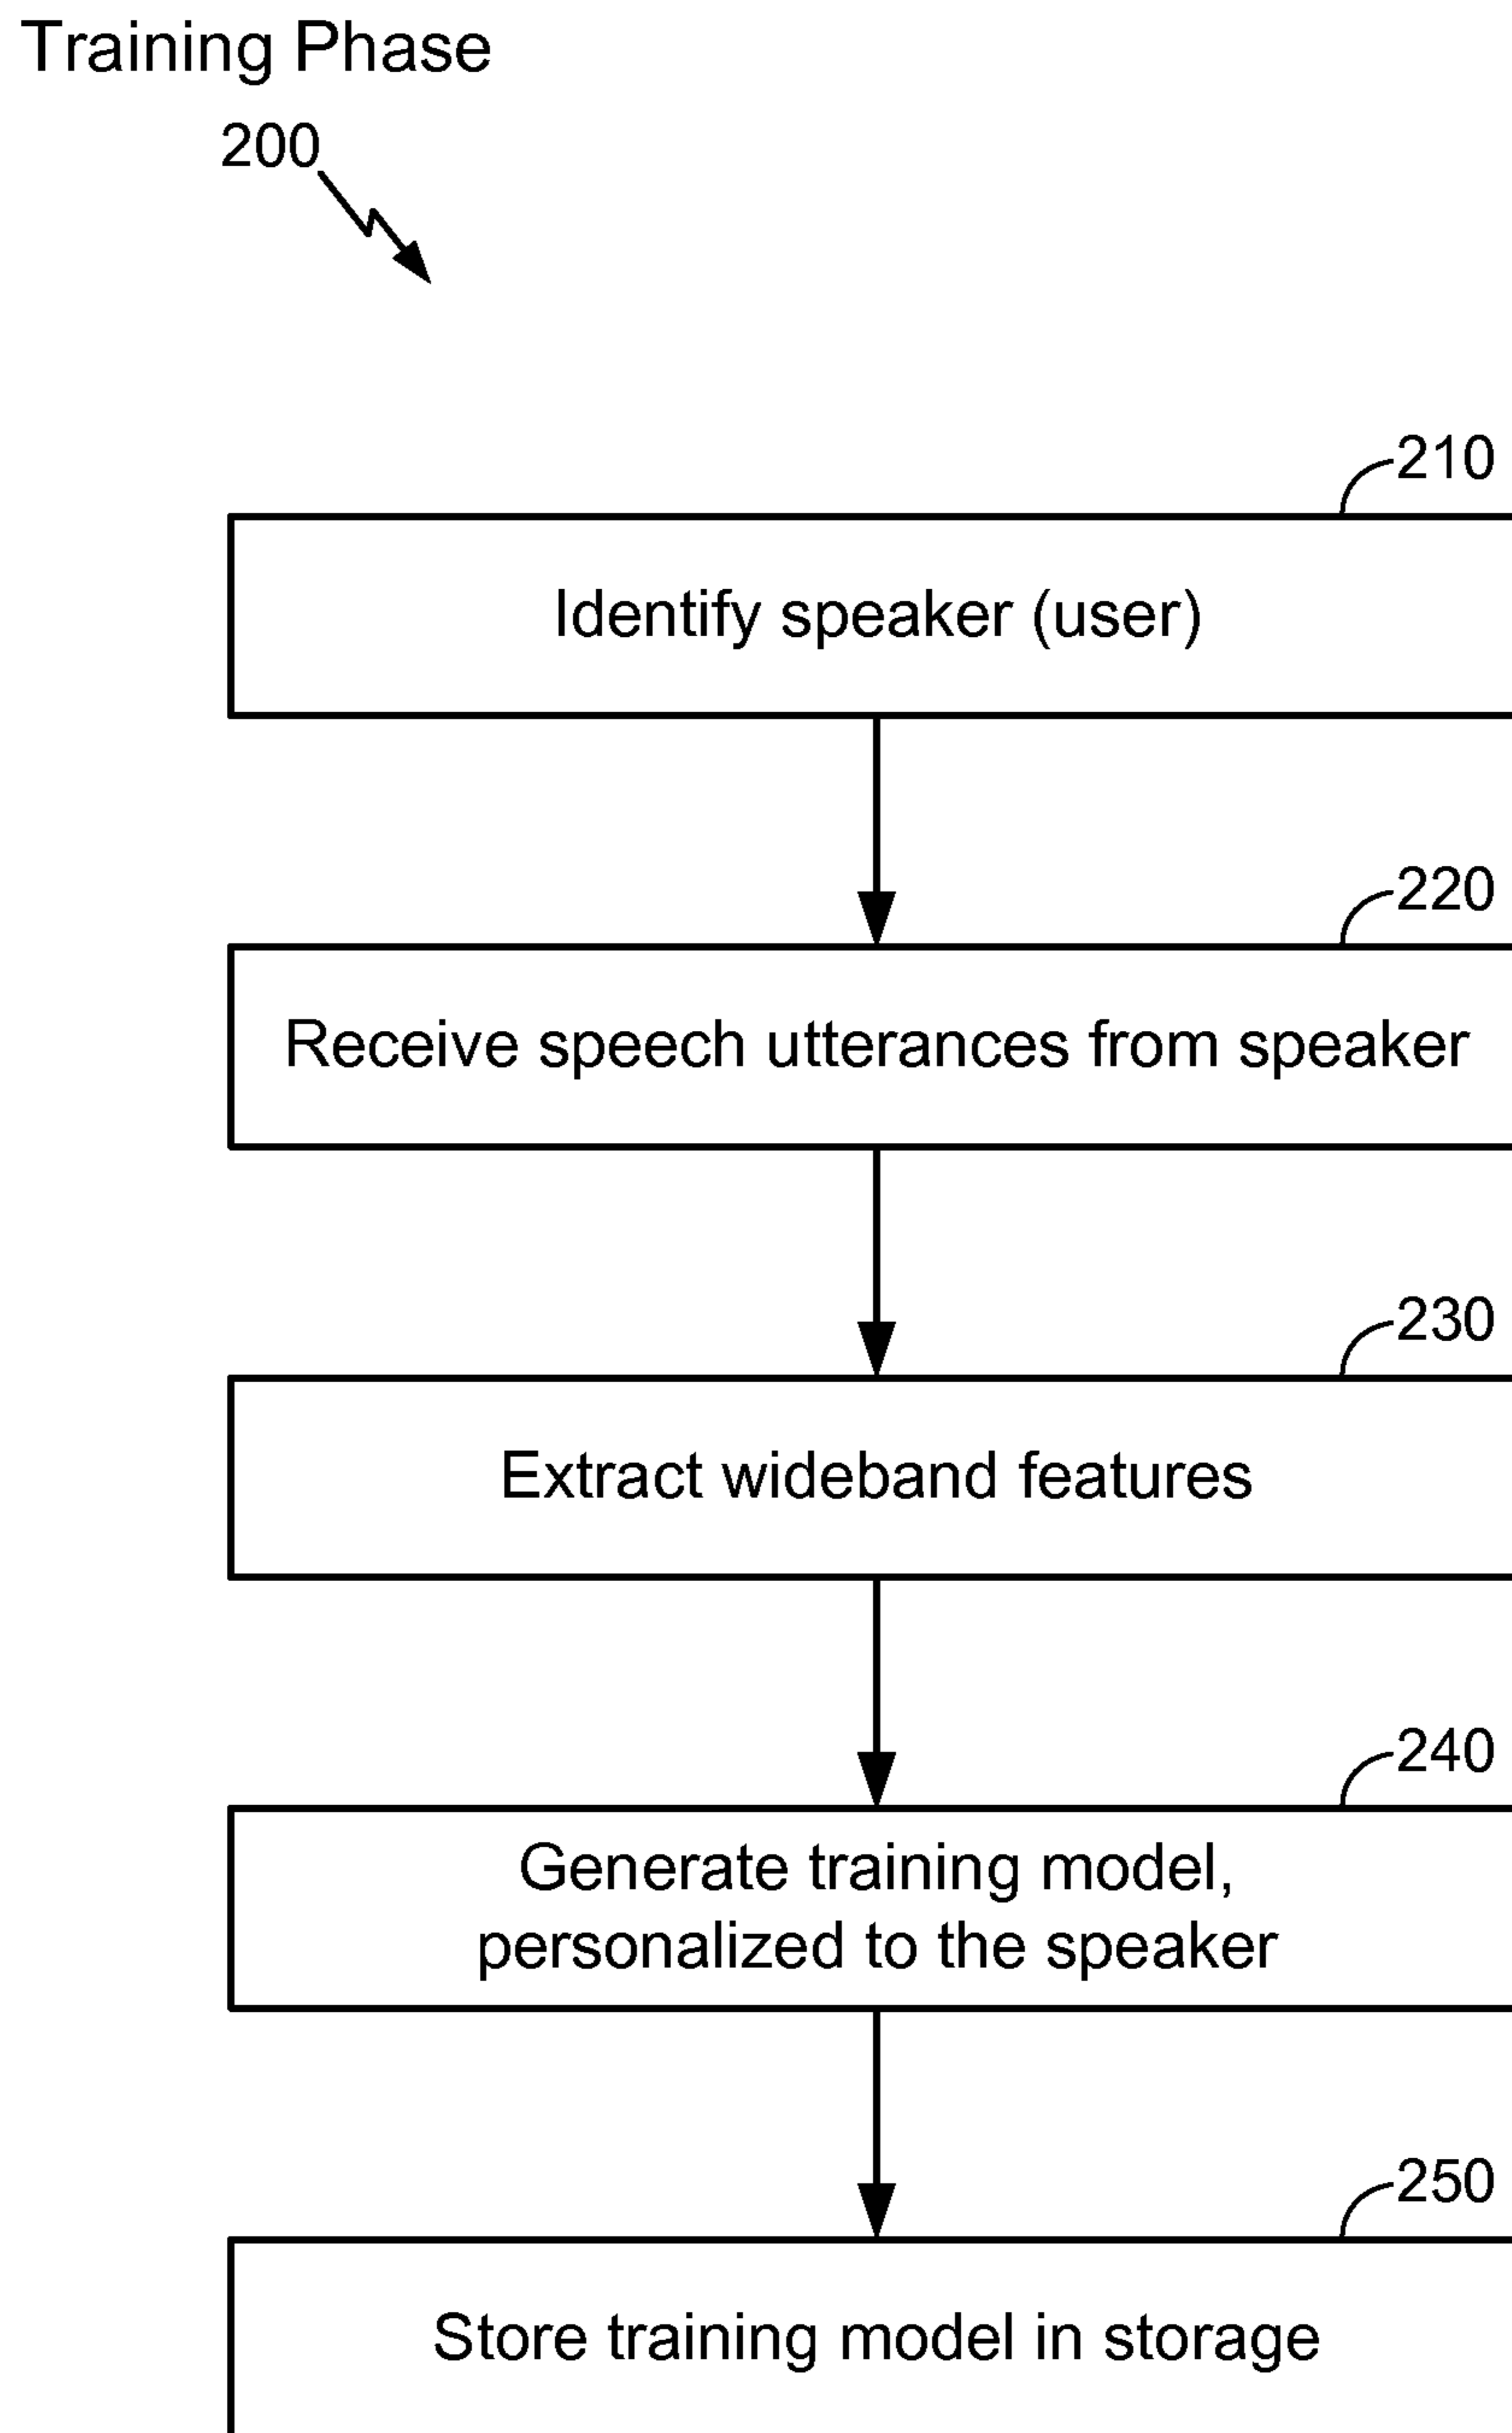 Training Phase
200
210
Identify speaker (user)
220
Receive speech utterances from speaker
230
Extract wideband features
240
Generate training model,
personalized to the speaker
250
Store training model in storage